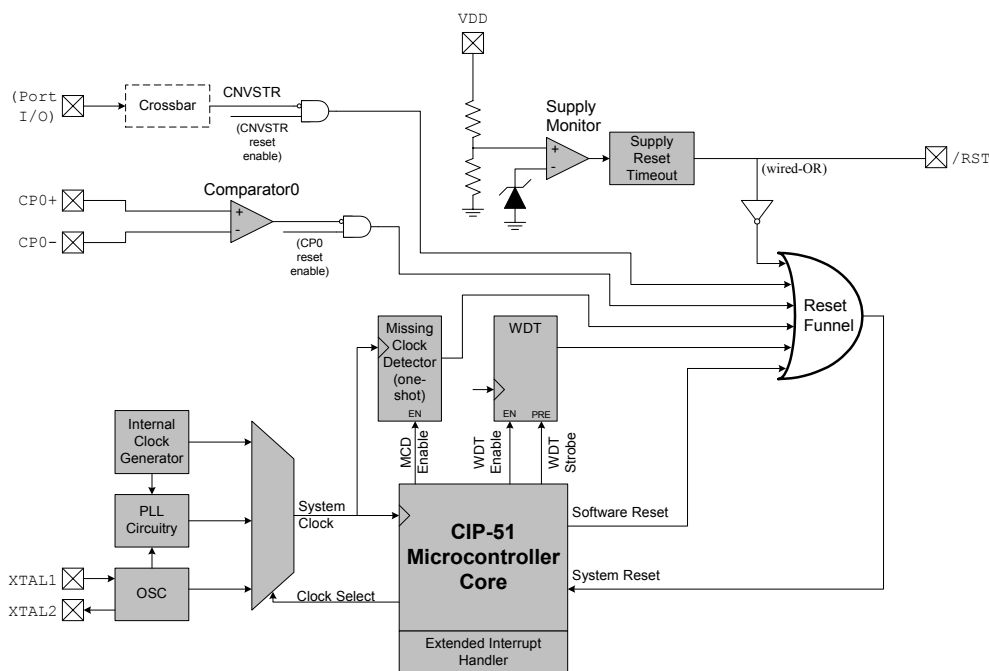 VDD
(Port
I/O)
Crossbar
CNVSTR
(CNVSTR
reset
enable)
Supply
Monitor
+
-
Supply
Reset
Timeout
(wired-OR)
/RST
CP0+
CP0-
Comparator0
+
-
(CP0
reset
enable)
Reset
Funnel
Missing
Clock
Detector
(one-
shot)
EN
WDT
EN
PRE
MCD
Enable
WDT
Enable
WDT
Strobe
Internal
Clock
Generator
PLL
Circuitry
OSC
XTAL1
XTAL2
System
Clock
Clock Select
CIP-51
Microcontroller
Core
Software Reset
System Reset
Extended Interrupt
Handler